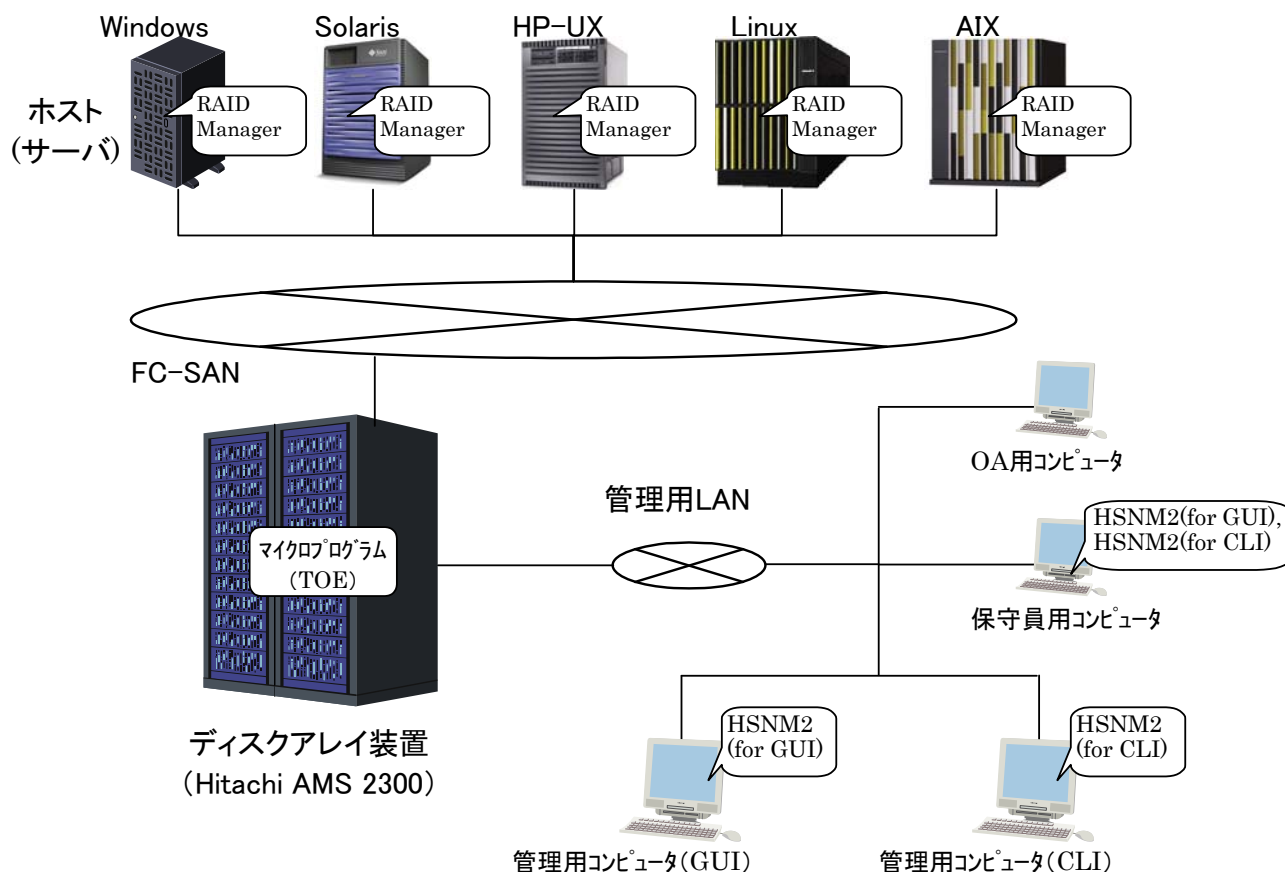 Windows
Solaris
HP-UX
Linux
AIX
ホスト
(サーバ)
RAID
Manager
RAID
Manager
RAID
Manager
RAID
Manager
RAID
Manager
FC-SAN
OA用コンピュータ
管理用LAN
HSNM2(for GUI),
HSNM2(for CLI)
マイクロプログラム
(TOE)
保守員用コンピュータ
HSNM2
(for GUI)
HSNM2
(for CLI)
ディスクアレイ装置
(Hitachi AMS 2300)
管理用コンピュータ(GUI)
管理用コンピュータ(CLI)